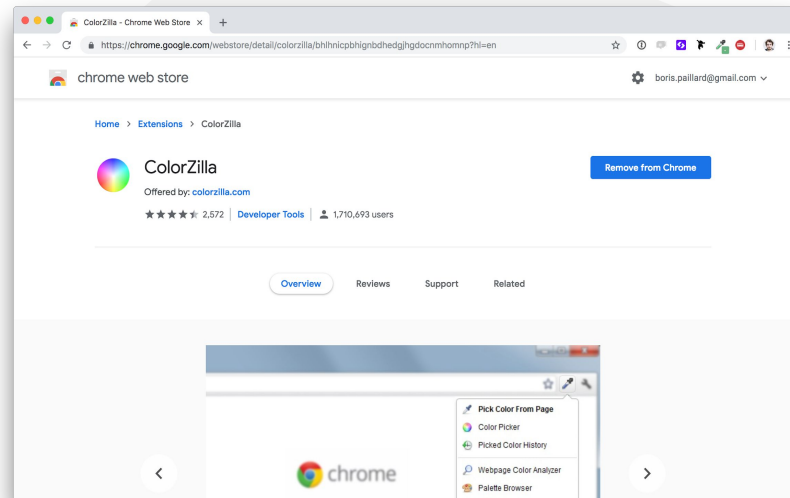 ColorZilla - Chrome Web Store
https://chrome.google.com/webstore/detail/colorzilla/bhlhnicpbhignbdhedgjhgdocnmhomnp?hl=en
chrome web store
boris.paillard@gmail.com
Home > Extensions > ColorZilla
ColorZilla
Remove from Chrome
Offered by: colorzilla.com
2,572 | Developer Tools | 1,710,693 users
Overview Reviews Support Related
Pick Color From Page
Color Picker
Picked Color History
chrome
Webpage Color Analyzer
Palette Browser